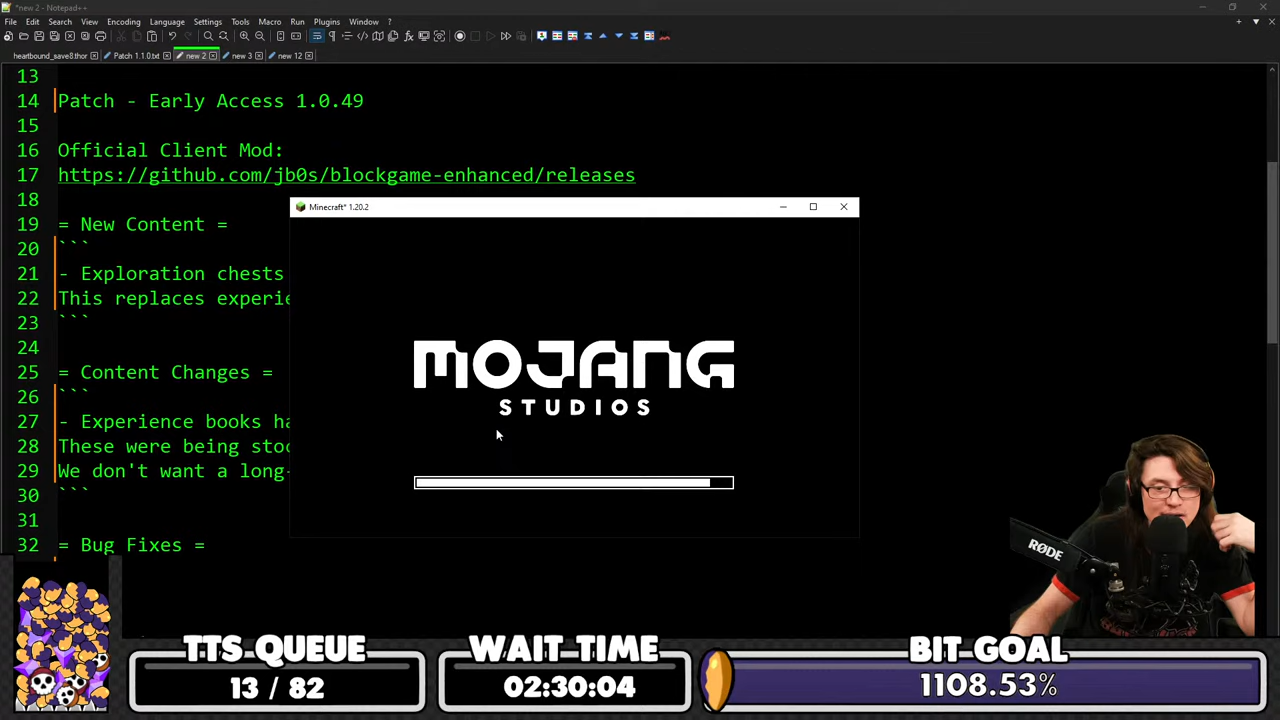 *new 2 - Notepad++
File Edit Search View Encoding Language Settings Tools Macro Run Plugins Window ?
heartbound_save8.thor Patch 1.1.0.txt new 2 new 3 new 12
13
14 Patch - Early Access 1.0.49
15
16 Official Client Mod:
17 https://github.com/jb0s/blockgame-enhanced/releases
18
Minecraft* 1.20.2
19 = New Content =
20 ```
21 - Exploration chests
22 This replaces experie
23 ```
24
MOJANG
STUDIOS
25 = Content Changes =
26 ```
27 - Experience books ha
28 These were being stoc
29 We don't want a long-
30 ```
31
32 = Bug Fixes =
RØDE
TTS QUEUE
13 / 82
WAIT TIME
02:30:04
BIT GOAL
1108.53%